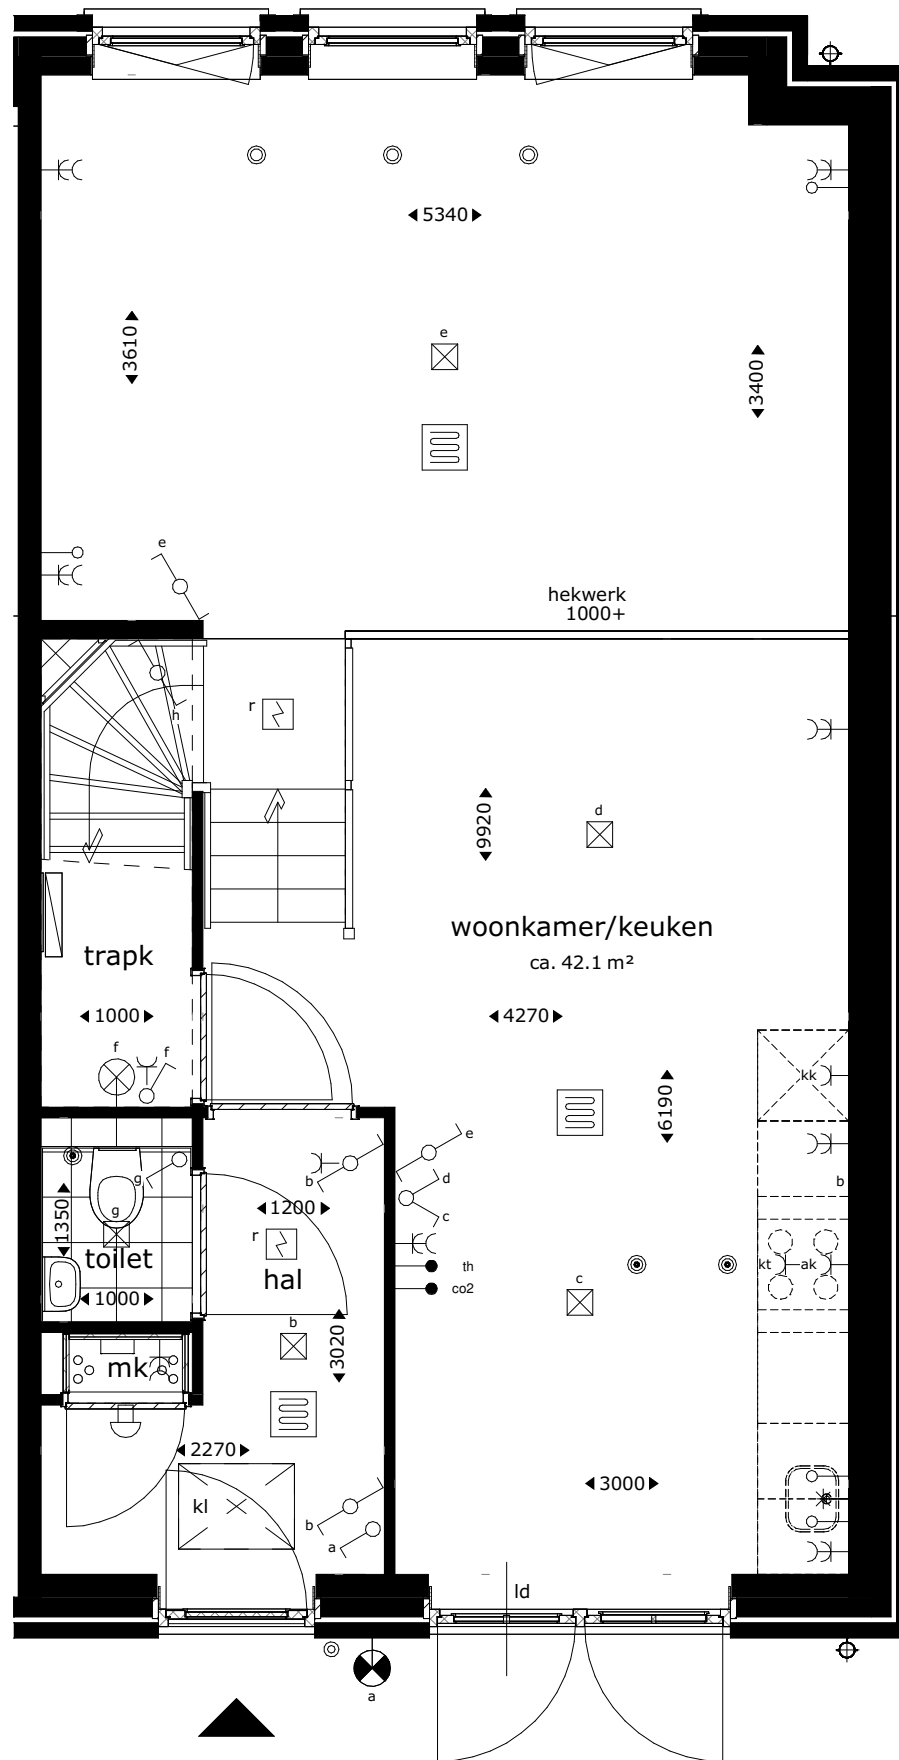 5340
3610
e
3400
e
hekwerk
1000+
h
r
9920
d
woonkamer/keuken
ca. 42.1 m²
trapk
1000
4270
f
f
kk
6190
e
b
g
d
b
1350
g
1200
c
r
toilet
hal
th
kt
ak
1000
co2
c
b
3020
mk
2270
3000
kl
b
a
ld
a